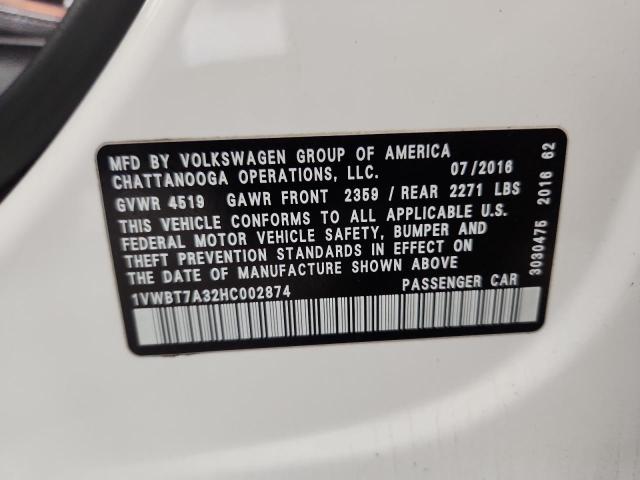 MFD BY VOLKSWAGEN GROUP OF AMERICA
CHATTANOOGA OPERATIONS, LLC. 07/2016
GVWR 4519 GAWR FRONT 2359 / REAR 2271 LBS
THIS VEHICLE CONFORMS TO ALL APPLICABLE U.S.
FEDERAL MOTOR VEHICLE SAFETY, BUMPER AND
THEFT PREVENTION STANDARDS IN EFFECT ON
THE DATE OF MANUFACTURE SHOWN ABOVE.
1VWBT7A32HC002874 PASSENGER CAR
3030475 2016 62